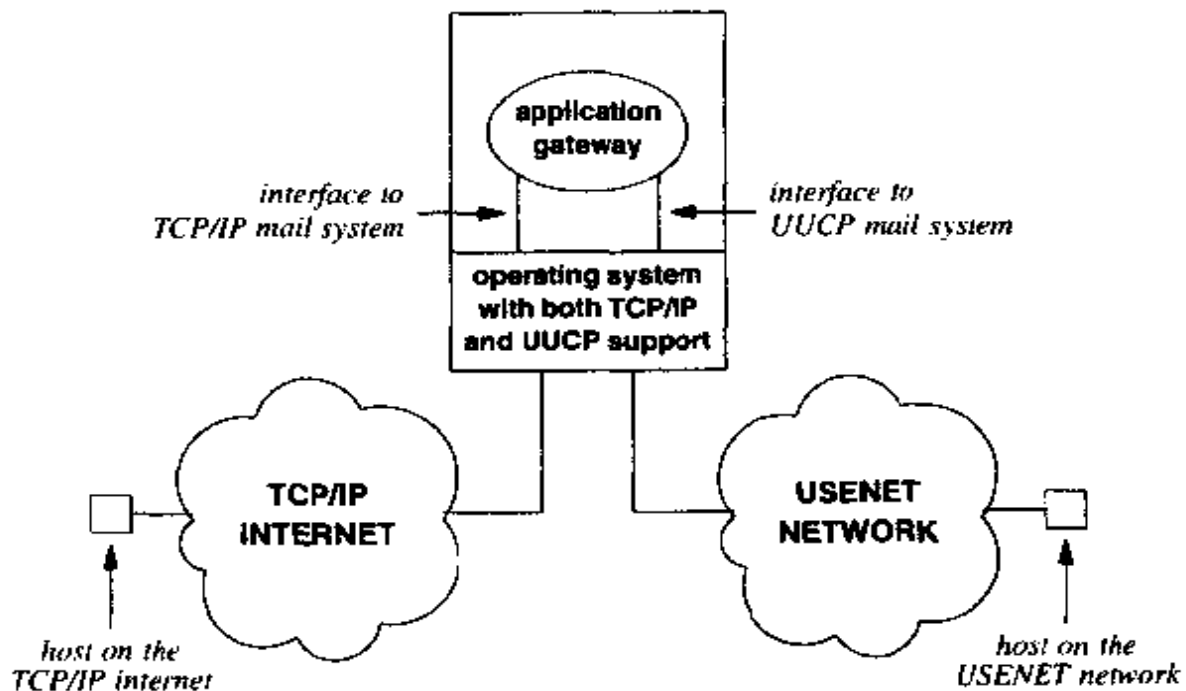 application
gateway
interface to
TCP/IP mail system
interface to
UUCP mail system
operating system
with both TCP/IP
and UUCP support
TCP/IP
INTERNET
USENET
NETWORK
host on the
TCP/IP internet
host on the
USENET network